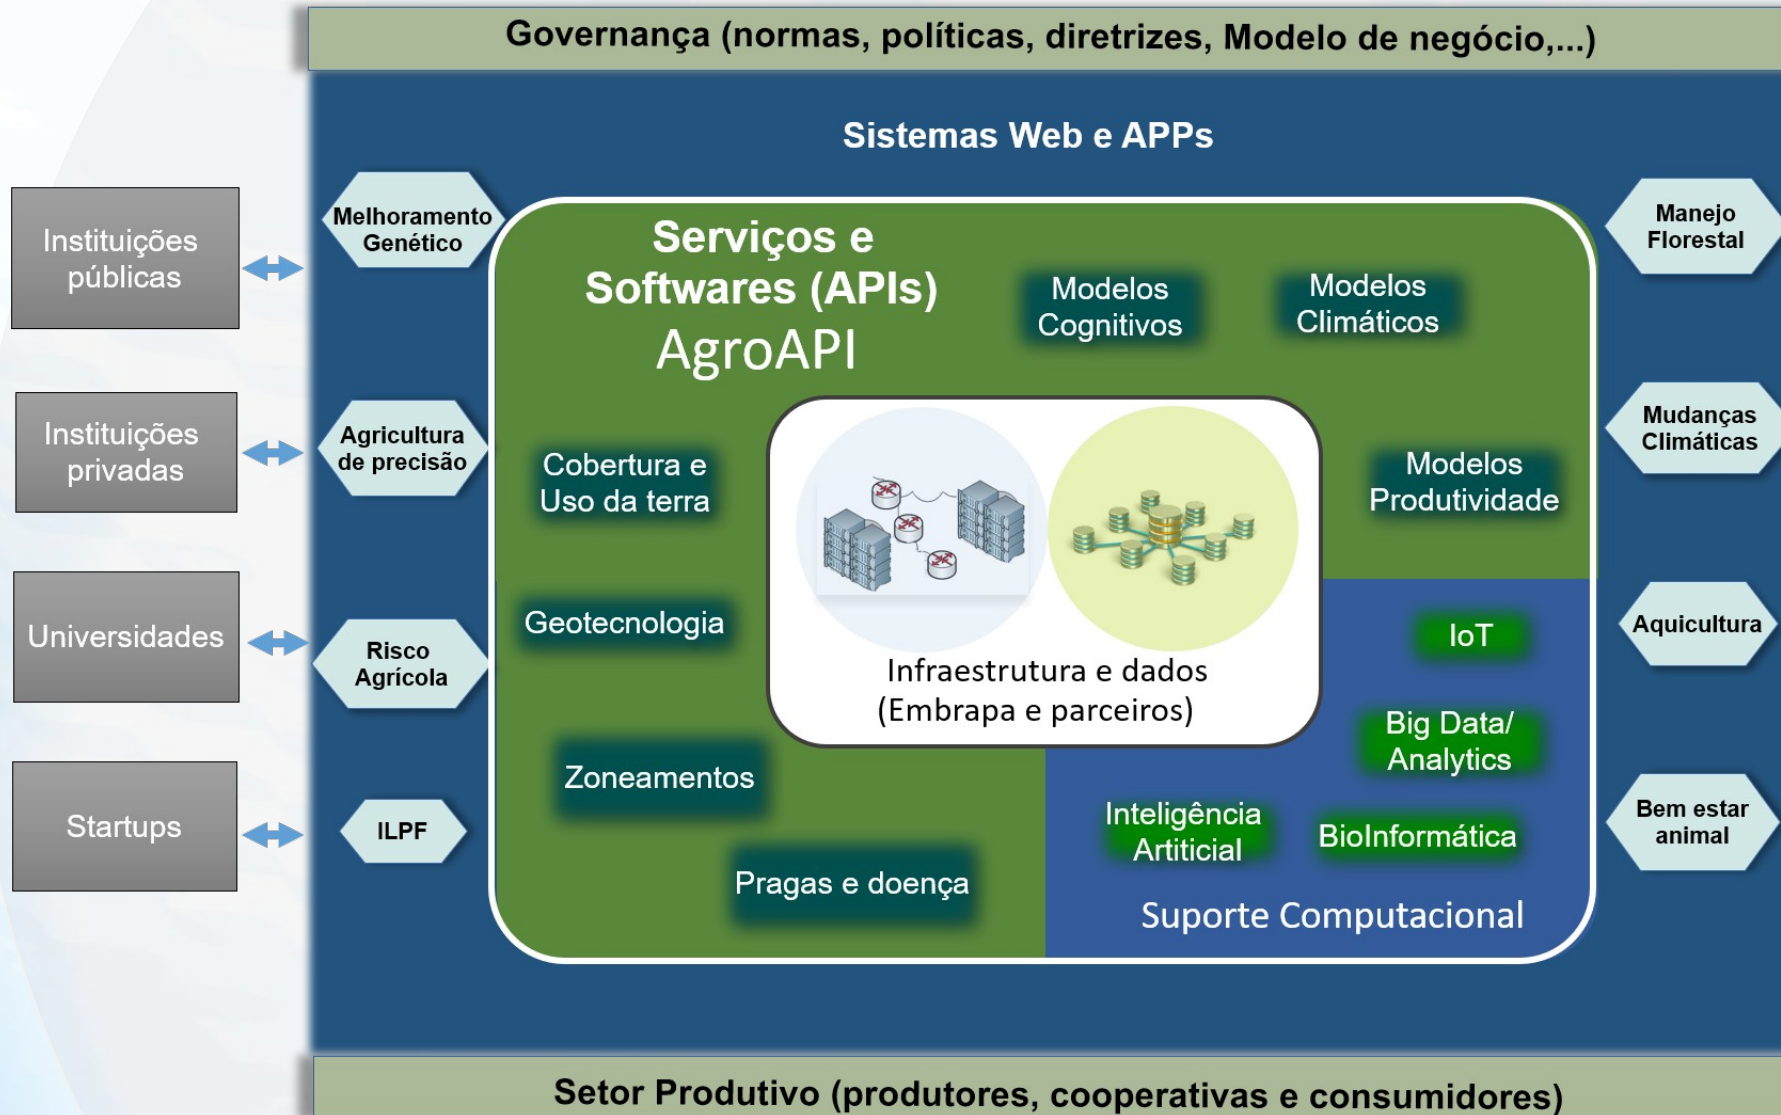 Governança (normas, políticas, diretrizes, Modelo de negócio,...)
Sistemas Web e APPs
Instituições
públicas
Instituições
privadas
Universidades
Startups
Melhoramento
Genético
Agricultura
de precisão
Risco
Agrícola
ILPF
Serviços e
Softwares (APIs)
AgroAPI
Modelos
Cognitivos
Modelos
Climáticos
Cobertura e
Uso da terra
Modelos
Produtividade
Geotecnologia
Infraestrutura e dados
(Embrapa e parceiros)
Zoneamentos
Pragas e doença
IoT
Big Data/
Analytics
Inteligência
Artiticial
BioInformática
Suporte Computacional
Manejo
Florestal
Mudanças
Climáticas
Aquicultura
Bem estar
animal
Setor Produtivo (produtores, cooperativas e consumidores)